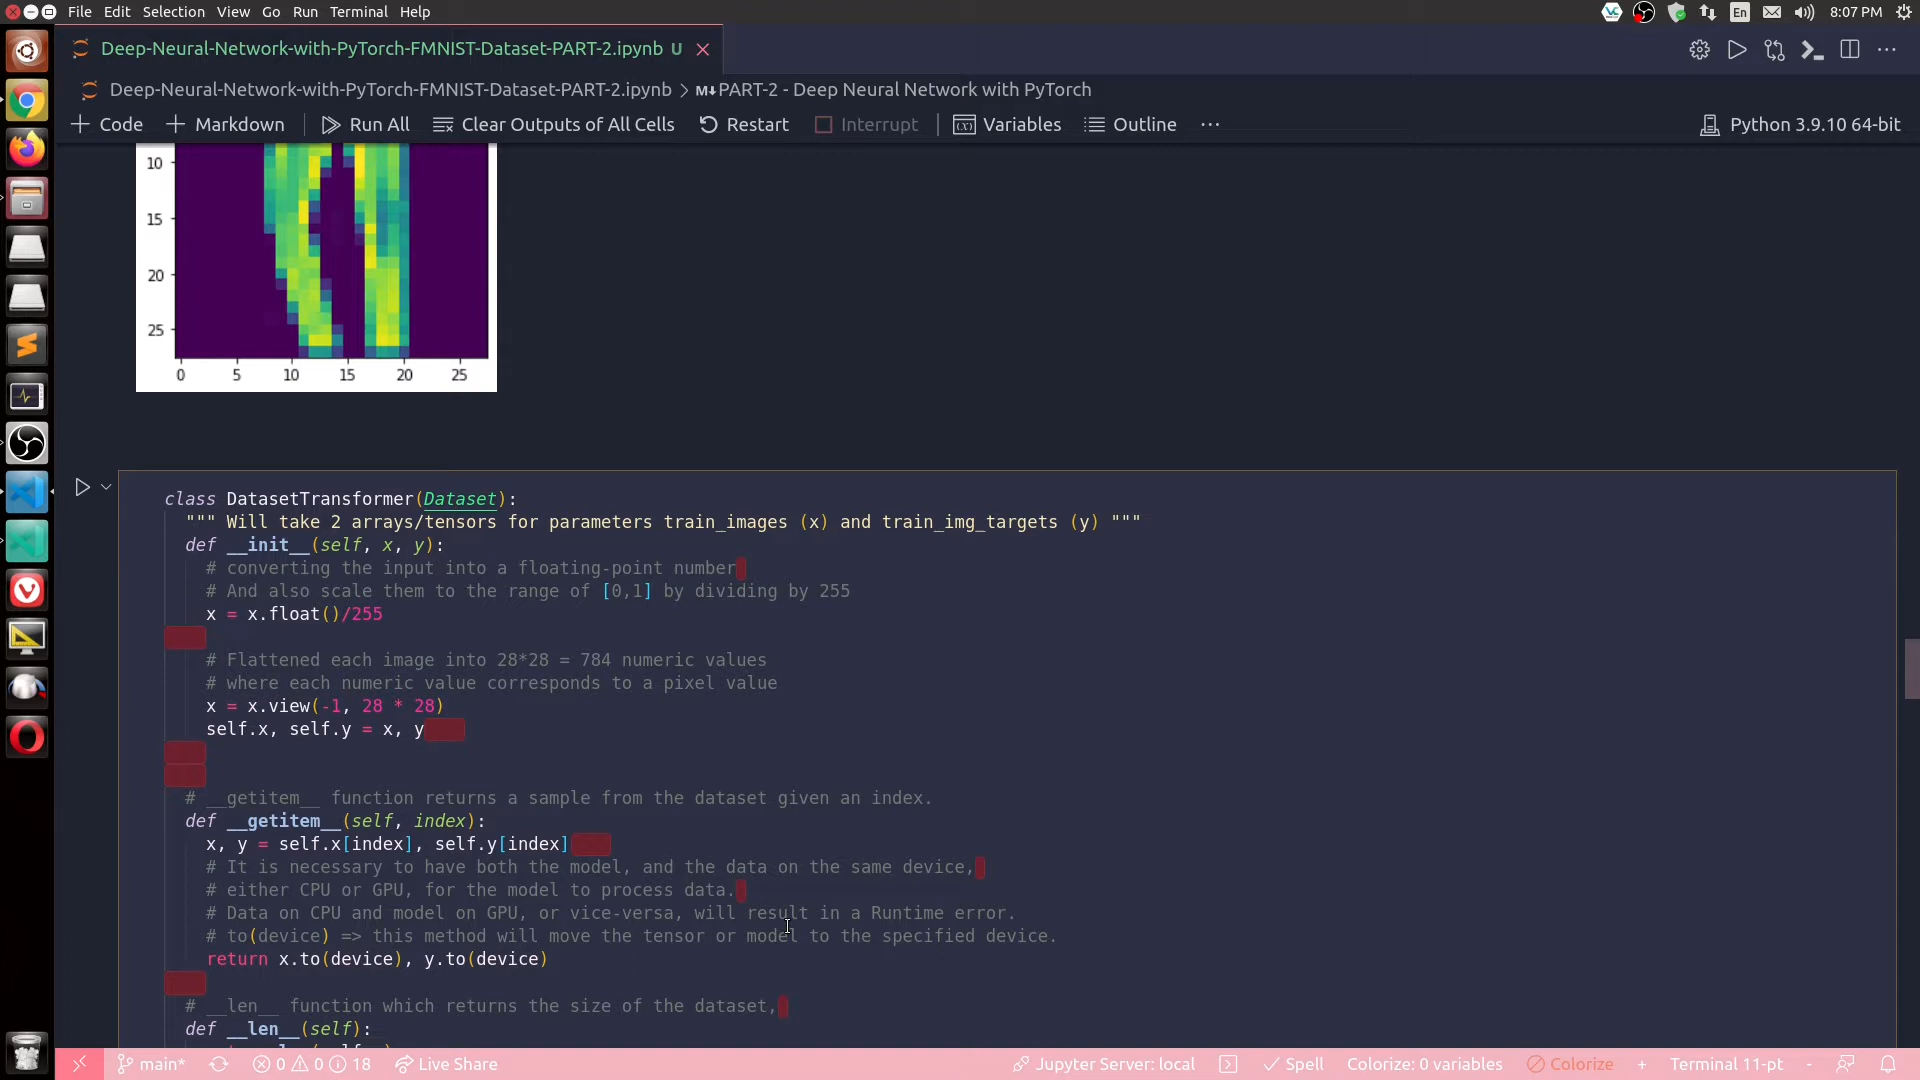 File Edit Selection View Go Run Terminal Help
En 8:07 PM
Deep-Neural-Network-with-PyTorch-FMNIST-Dataset-PART-2.ipynb U
Deep-Neural-Network-with-PyTorch-FMNIST-Dataset-PART-2.ipynb > M↓PART-2 - Deep Neural Network with PyTorch
+ Code + Markdown Run All Clear Outputs of All Cells Restart Interrupt Variables Outline ... Python 3.9.10 64-bit
10
15
20
25
0 5 10 15 20 25
class DatasetTransformer(Dataset):
""" Will take 2 arrays/tensors for parameters train_images (x) and train_img_targets (y) """
def __init__(self, x, y):
# converting the input into a floating-point number
# And also scale them to the range of [0,1] by dividing by 255
x = x.float()/255
# Flattened each image into 28*28 = 784 numeric values
# where each numeric value corresponds to a pixel value
x = x.view(-1, 28 * 28)
self.x, self.y = x, y
# __getitem__ function returns a sample from the dataset given an index.
def __getitem__(self, index):
x, y = self.x[index], self.y[index]
# It is necessary to have both the model, and the data on the same device,
# either CPU or GPU, for the model to process data.
# Data on CPU and model on GPU, or vice-versa, will result in a Runtime error.
# to(device) => this method will move the tensor or model to the specified device.
return x.to(device), y.to(device)
# __len__ function which returns the size of the dataset,
def __len__(self):
main* 0 0 18 Live Share Jupyter Server: local Spell Colorize: 0 variables Colorize + Terminal 11-pt -